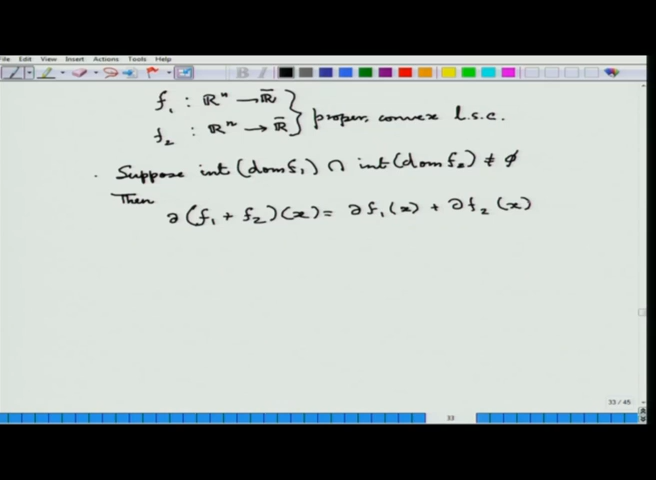 File Edit View Insert Actions Tools Help
f₁ : ℝⁿ → ℝ̄
f₂ : ℝⁿ → ℝ̄ } proper, convex l.s.c.
. Suppose int(dom f₁) ∩ int(dom f₂) ≠ φ
Then
∂(f₁ + f₂)(x) = ∂f₁(x) + ∂f₂(x)
33 / 45
33